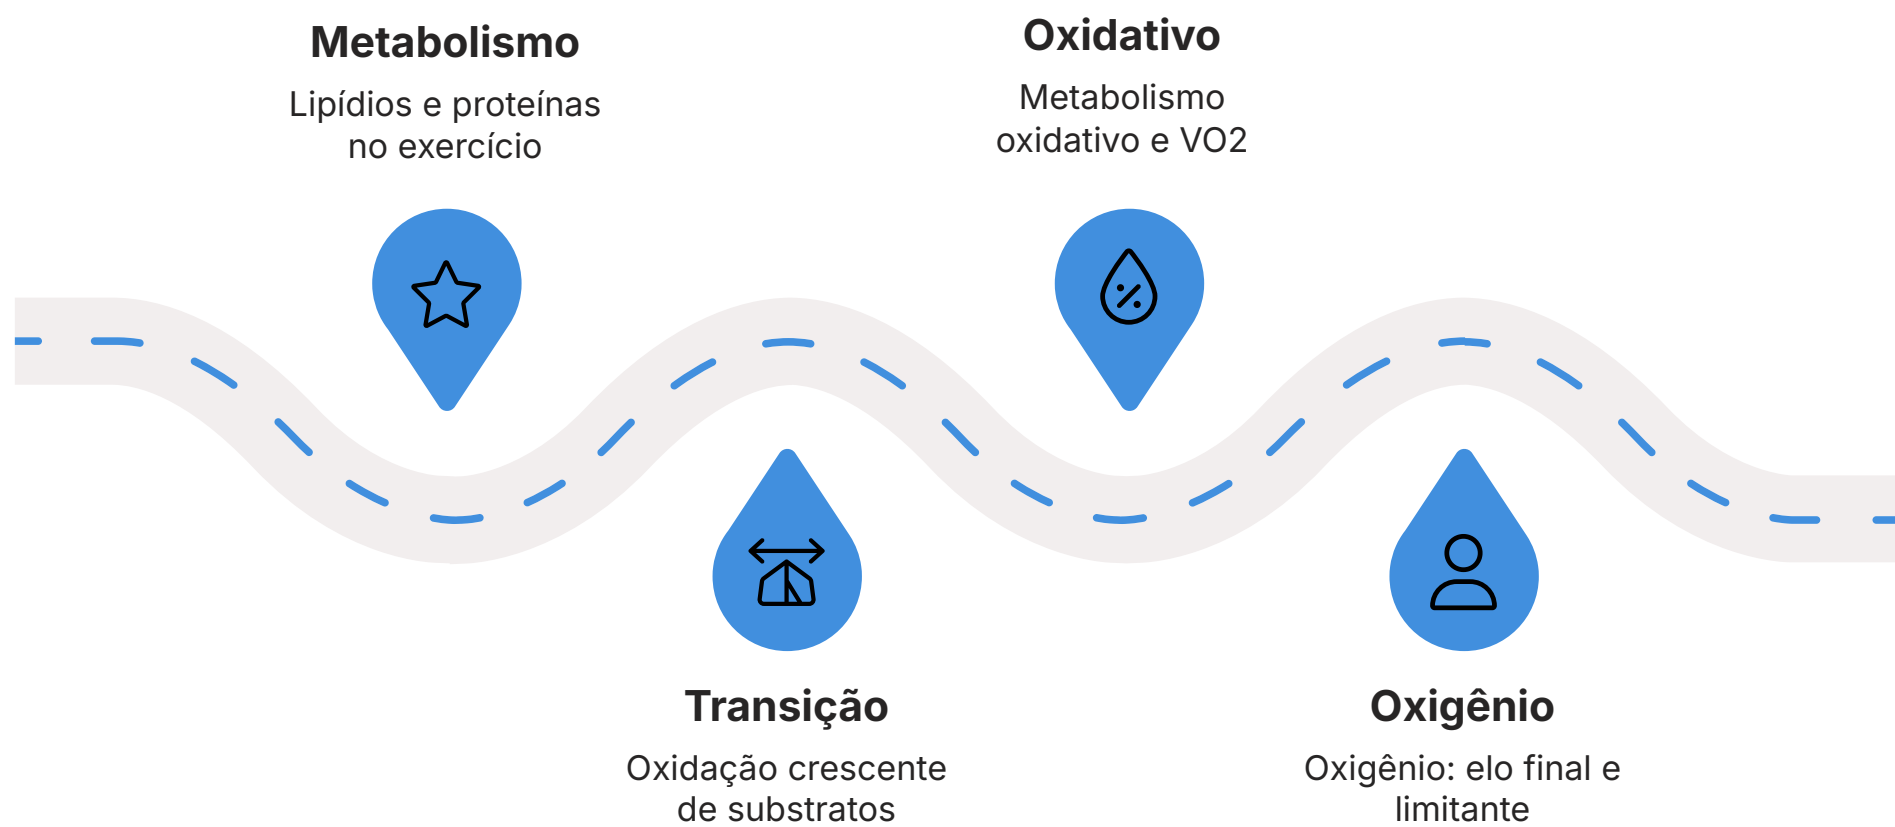 Metabolismo
Lipídios e proteínas
no exercício
Transição
Oxidação crescente
de substratos
Oxidativo
Metabolismo
oxidativo e VO2
Oxigênio
Oxigênio: elo final e
limitante